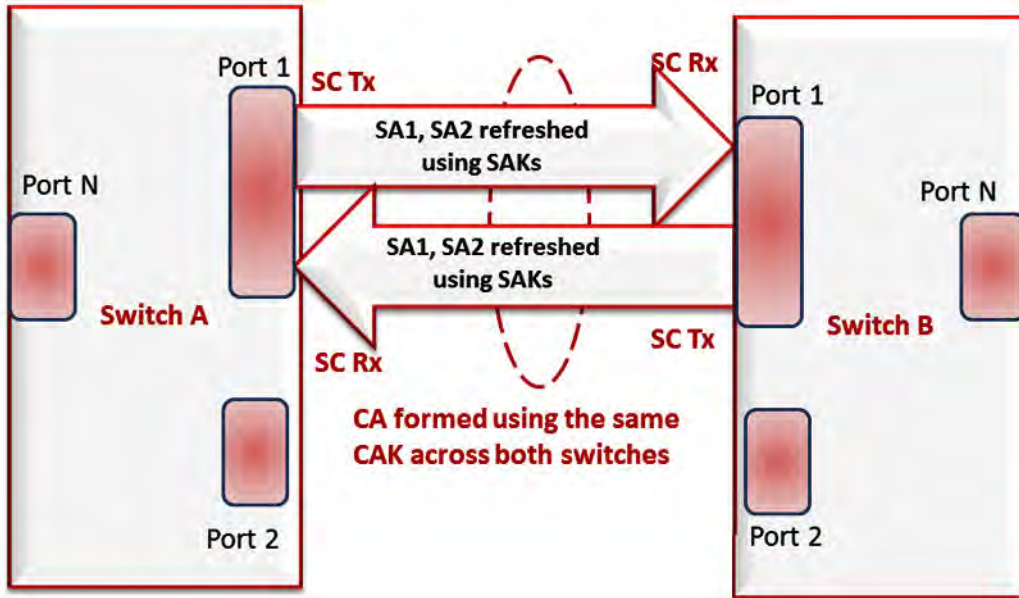 Port 1
SC Tx
SC Rx
Port 1
SA1, SA2 refreshed
using SAKs
Port N
Port N
SA1, SA2 refreshed
using SAKs
Switch A
Switch B
SC Rx
SC Tx
CA formed using the same
CAK across both switches
Port 2
Port 2